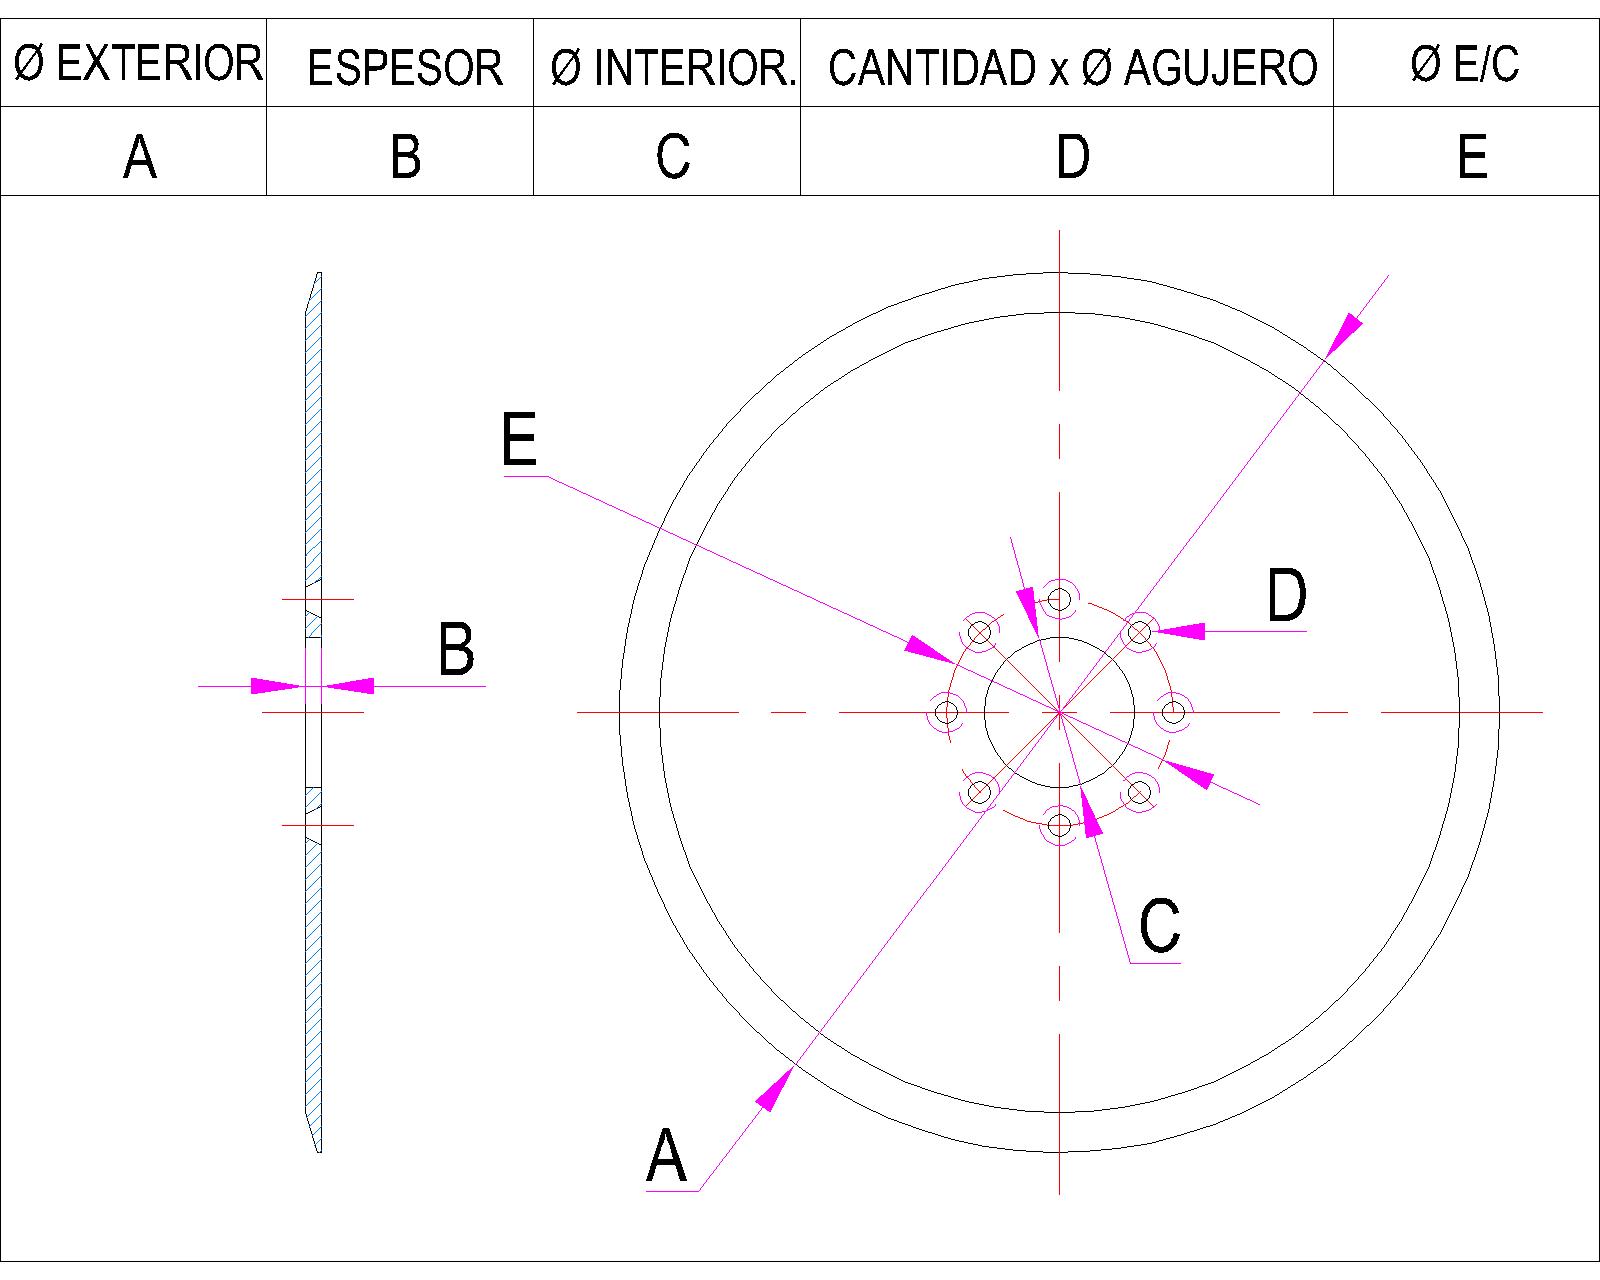 Ø EXTERIOR ESPESOR Ø INTERIOR. CANTIDAD x Ø AGUJERO Ø E/C
A B C D E
E
D
B
C
A